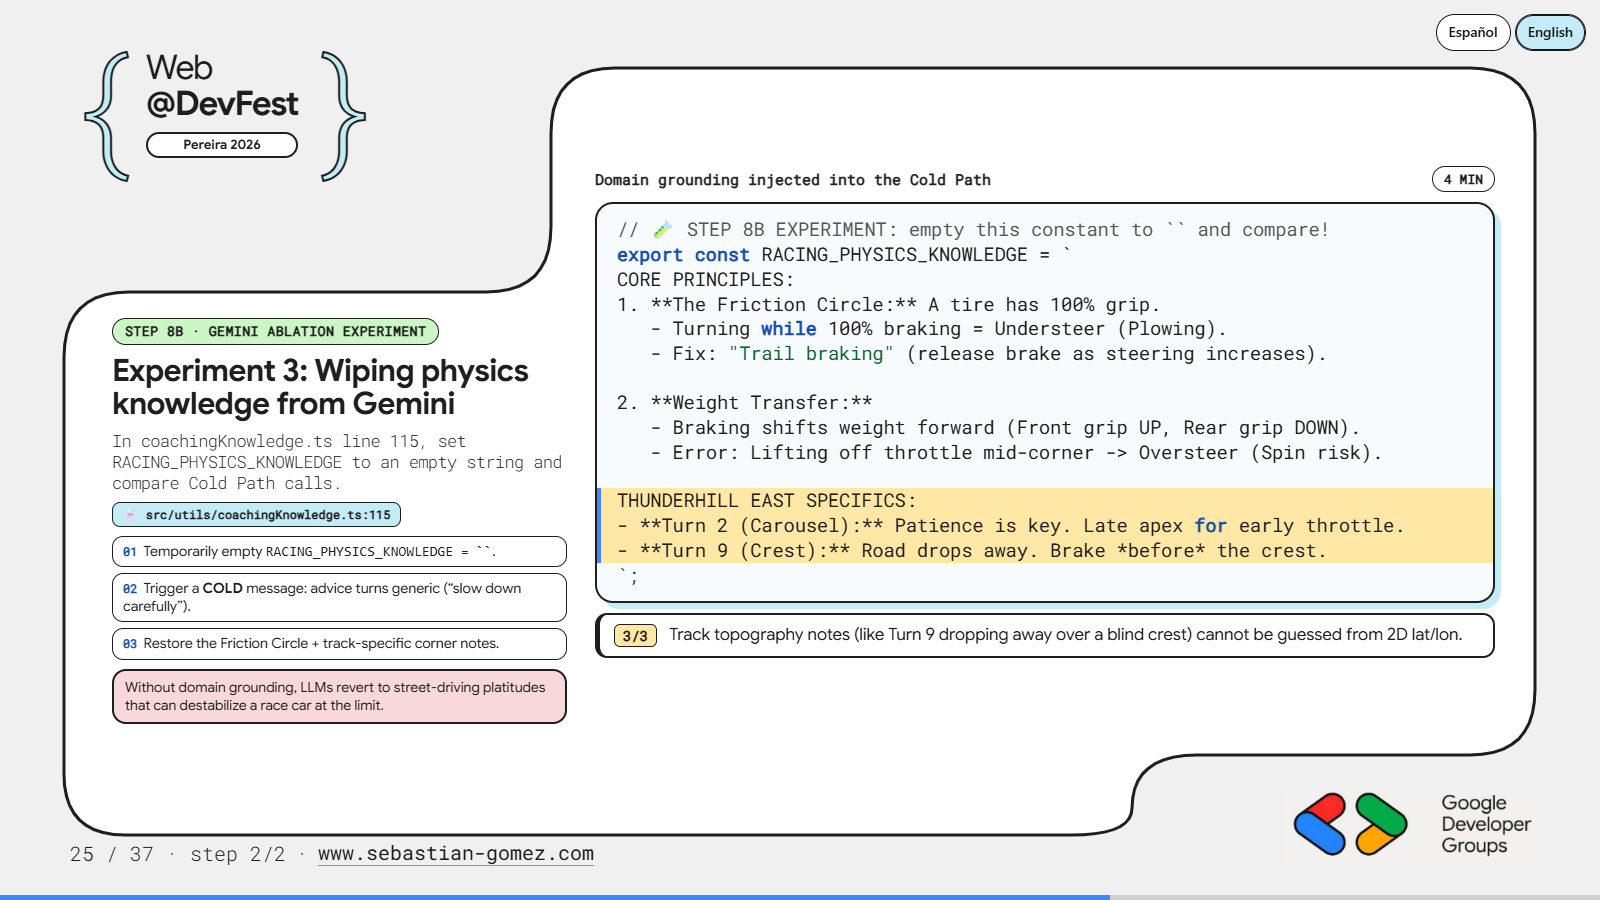 Español English
Web
@DevFest
Pereira 2026
STEP 8B · GEMINI ABLATION EXPERIMENT
Experiment 3: Wiping physics
knowledge from Gemini
In coachingKnowledge.ts line 115, set
RACING_PHYSICS_KNOWLEDGE to an empty string and
compare Cold Path calls.
src/utils/coachingKnowledge.ts:115
01 Temporarily empty RACING_PHYSICS_KNOWLEDGE = ``.
02 Trigger a COLD message: advice turns generic (“slow down
carefully”).
03 Restore the Friction Circle + track-specific corner notes.
Without domain grounding, LLMs revert to street-driving platitudes
that can destabilize a race car at the limit.
Domain grounding injected into the Cold Path
4 MIN
// 🧪 STEP 8B EXPERIMENT: empty this constant to `` and compare!
export const RACING_PHYSICS_KNOWLEDGE = `
CORE PRINCIPLES:
1. **The Friction Circle:** A tire has 100% grip.
- Turning while 100% braking = Understeer (Plowing).
- Fix: "Trail braking" (release brake as steering increases).
2. **Weight Transfer:**
- Braking shifts weight forward (Front grip UP, Rear grip DOWN).
- Error: Lifting off throttle mid-corner -> Oversteer (Spin risk).
THUNDERHILL EAST SPECIFICS:
- **Turn 2 (Carousel):** Patience is key. Late apex for early throttle.
- **Turn 9 (Crest):** Road drops away. Brake *before* the crest.
`;
3/3 Track topography notes (like Turn 9 dropping away over a blind crest) cannot be guessed from 2D lat/lon.
25 / 37 · step 2/2 · www.sebastian-gomez.com
Google
Developer
Groups